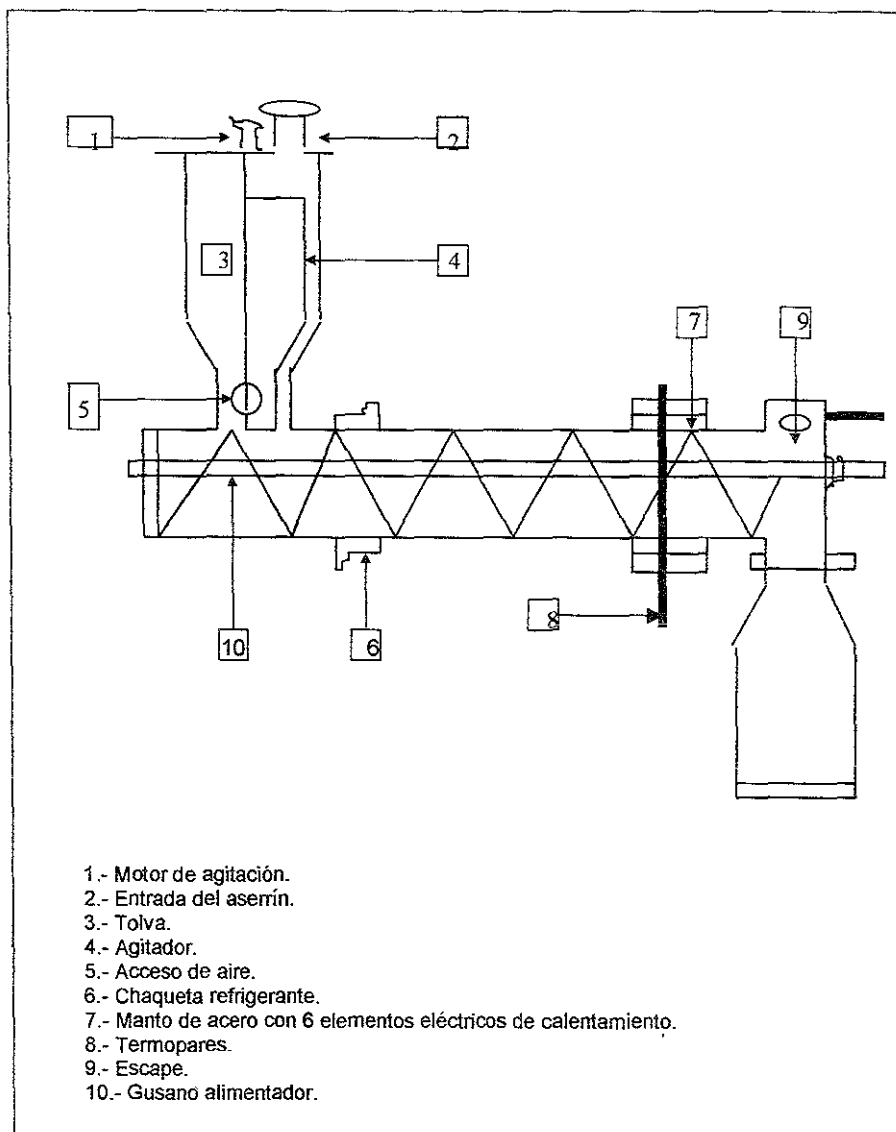 1
2
3
4
7
9
5
8
10
6
1.- Motor de agitación.
2.- Entrada del aserrín.
3.- Tolva.
4.- Agitador.
5.- Acceso de aire.
6.- Chaqueta refrigerante.
7.- Manto de acero con 6 elementos eléctricos de calentamiento.
8.- Termopares.
9.- Escape.
10.- Gusano alimentador.